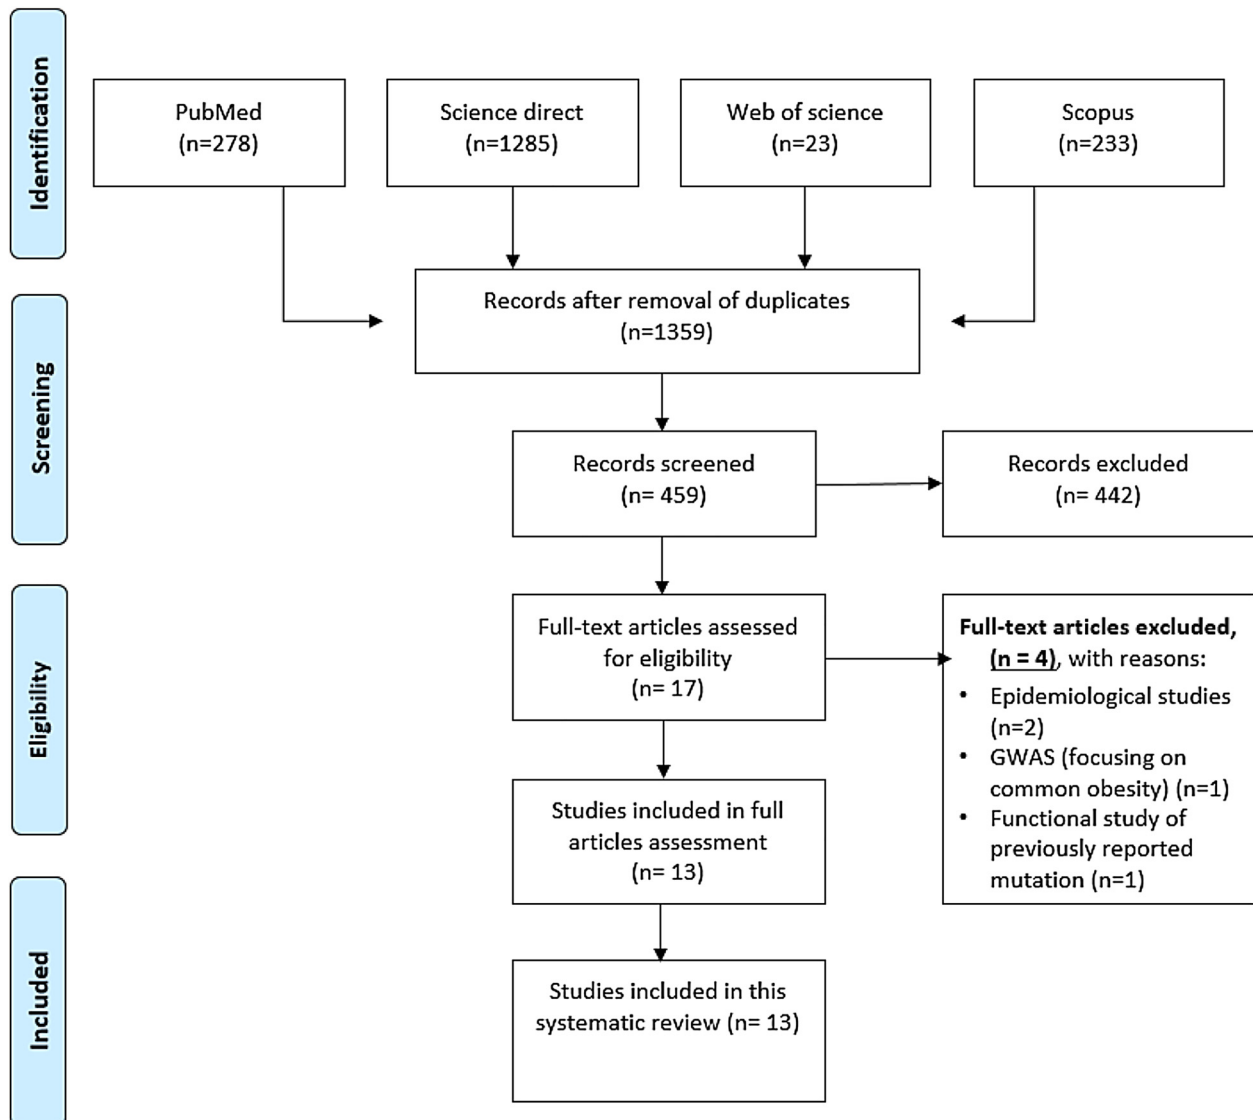 Identification
PubMed
(n=278)
Science direct
(n=1285)
Web of science
(n=23)
Scopus
(n=233)
Records after removal of duplicates
(n=1359)
Screening
Records screened
(n= 459)
Records excluded
(n= 442)
Eligibility
Full-text articles assessed
for eligibility
(n= 17)
Full-text articles excluded,
(n = 4), with reasons:
• Epidemiological studies
(n=2)
• GWAS (focusing on
common obesity) (n=1)
• Functional study of
previously reported
mutation (n=1)
Studies included in full
articles assessment
(n= 13)
Included
Studies included in this
systematic review (n= 13)